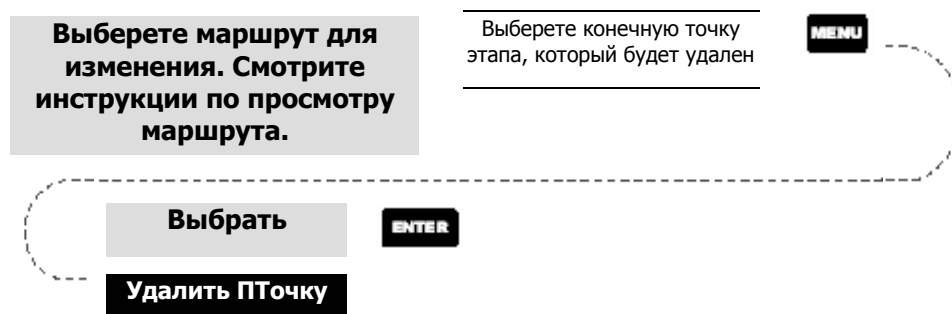 Выберете маршрут для
изменения. Смотрите
инструкции по просмотру
маршрута.
Выберете конечную точку
этапа, который будет удален
MENU
Выбрать
ENTER
Удалить ПТочку